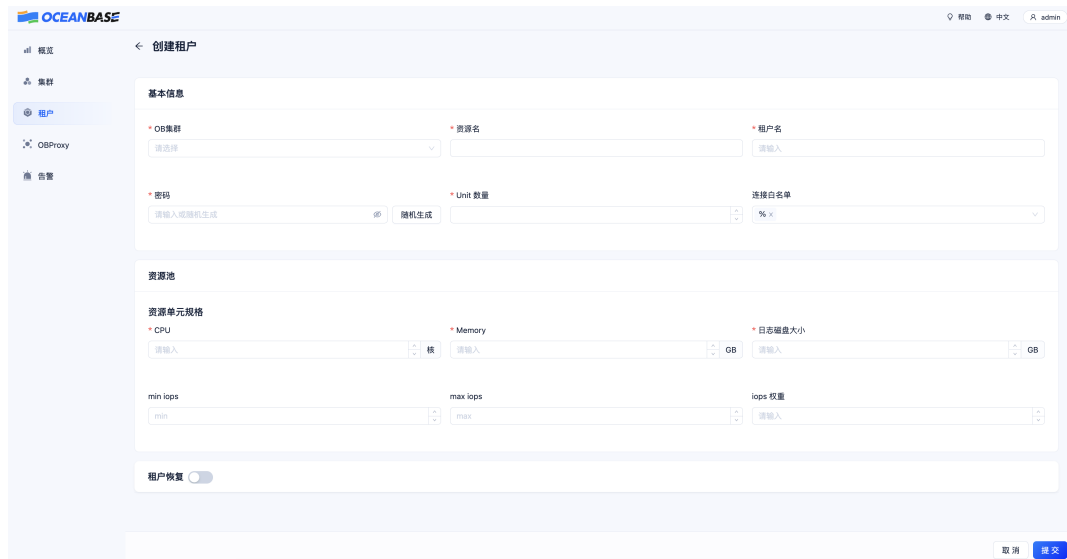 OCEANBASE
帮助 中文 admin
概览
集群
租户
OBProxy
告警
创建租户
基本信息
* OB集群 * 资源名 * 租户名
请选择 请输入
* 密码 * Unit 数量 连接白名单
请输入或随机生成 随机生成 % ×
资源池
资源单元规格
* CPU * Memory * 日志磁盘大小
请输入 核 请输入 GB 请输入 GB
min iops max iops iops 权重
min max 请输入
租户恢复
取 消 提 交